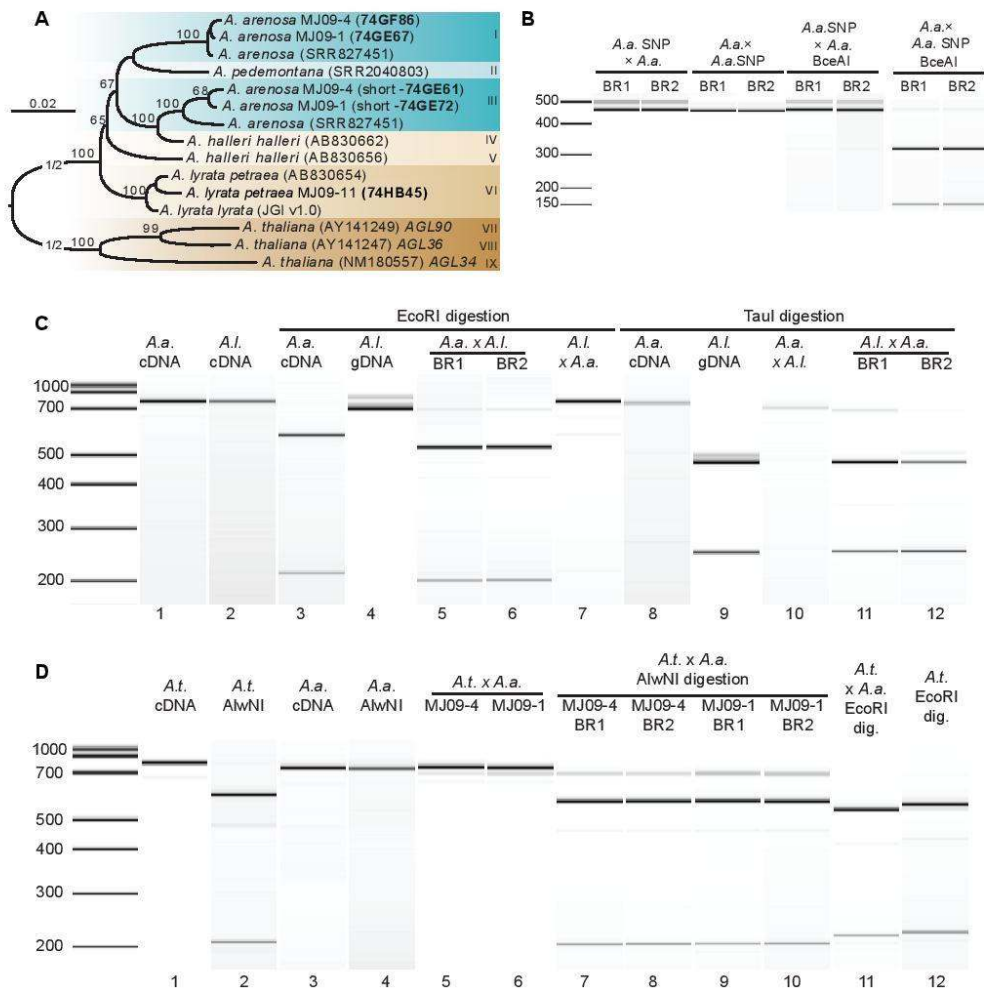 A
100
A. arenosa MJ09-4 (74GF86)
A. arenosa MJ09-1 (74GE67) I
A. arenosa (SRR827451)
A. pedemontana (SRR2040803) II
67
0.02
68
A. arenosa MJ09-4 (short -74GE61)
100
A. arenosa MJ09-1 (short -74GE72) III
65
100
A. arenosa (SRR827451)
A. halleri halleri (AB830662) IV
100
A. halleri halleri (AB830656) V
1/2
A. lyrata petraea (AB830654)
100
A. lyrata petraea MJ09-11 (74HB45) VI
A. lyrata lyrata (JGI v1.0)
99
A. thaliana (AY141249) AGL90 VII
1/2
100
A. thaliana (AY141247) AGL36 VIII
A. thaliana (NM180557) AGL34 IX
B
A.a. SNP × A.a.
A.a.× A.a.SNP
A.a.SNP × A.a. BceAI
A.a.× A.a. SNP BceAI
BR1 BR2 BR1 BR2 BR1 BR2 BR1 BR2
500
400
300
200
150
C
EcoRI digestion
TauI digestion
A.a. cDNA
A.l. cDNA
A.a. cDNA
A.l. gDNA
A.a. x A.l.
BR1 BR2
A.l. x A.a.
A.a. cDNA
A.l. gDNA
A.a. x A.l.
A.l. x A.a.
BR1 BR2
1000
700
500
400
300
200
1 2 3 4 5 6 7 8 9 10 11 12
D
A.t. cDNA
A.t. AlwNI
A.a. cDNA
A.a. AlwNI
A.t. x A.a.
MJ09-4 MJ09-1
A.t. x A.a.
AlwNI digestion
MJ09-4 BR1
MJ09-4 BR2
MJ09-1 BR1
MJ09-1 BR2
A.t. x A.a. EcoRI dig.
A.t. EcoRI dig.
1000
700
500
400
300
200
1 2 3 4 5 6 7 8 9 10 11 12